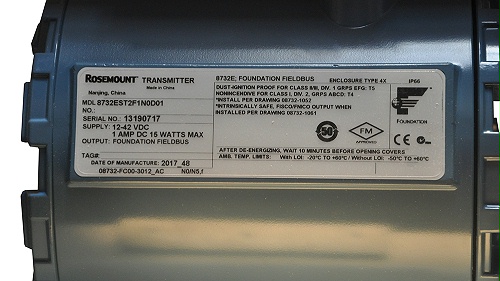 ROSEMOUNT™ TRANSMITTER
Made in China
Nanjing, China
MDL 8732EST2F1N0D01
NO.:
SERIAL NO.: 13190717
SUPPLY: 12-42 VDC
1 AMP DC 15 WATTS MAX
OUTPUT: FOUNDATION FIELDBUS
TAG#
DATE OF MANUFACTURE: 2017_48
08732-FC00-3012_AC N0/N5,f
8732E; FOUNDATION FIELDBUS ENCLOSURE TYPE 4X IP66
DUST-IGNITION PROOF FOR CLASS II/III, DIV. 1 GRPS EFG: T5
NONINCENDIVE FOR CLASS I, DIV. 2, GRPS ABCD: T4
*INSTALL PER DRAWING 08732-1052
*INTRINSICALLY SAFE, FISCO/FNICO OUTPUT WHEN
INSTALLED PER DRAWING 08732-1061
50
FM
APPROVED
FOUNDATION
CE
AFTER DE-ENERGIZING, WAIT 10 MINUTES BEFORE OPENING COVERS
AMB. TEMP. LIMITS: With LOI: -20°C TO +60°C/ Without LOI: -50°C TO +60°C